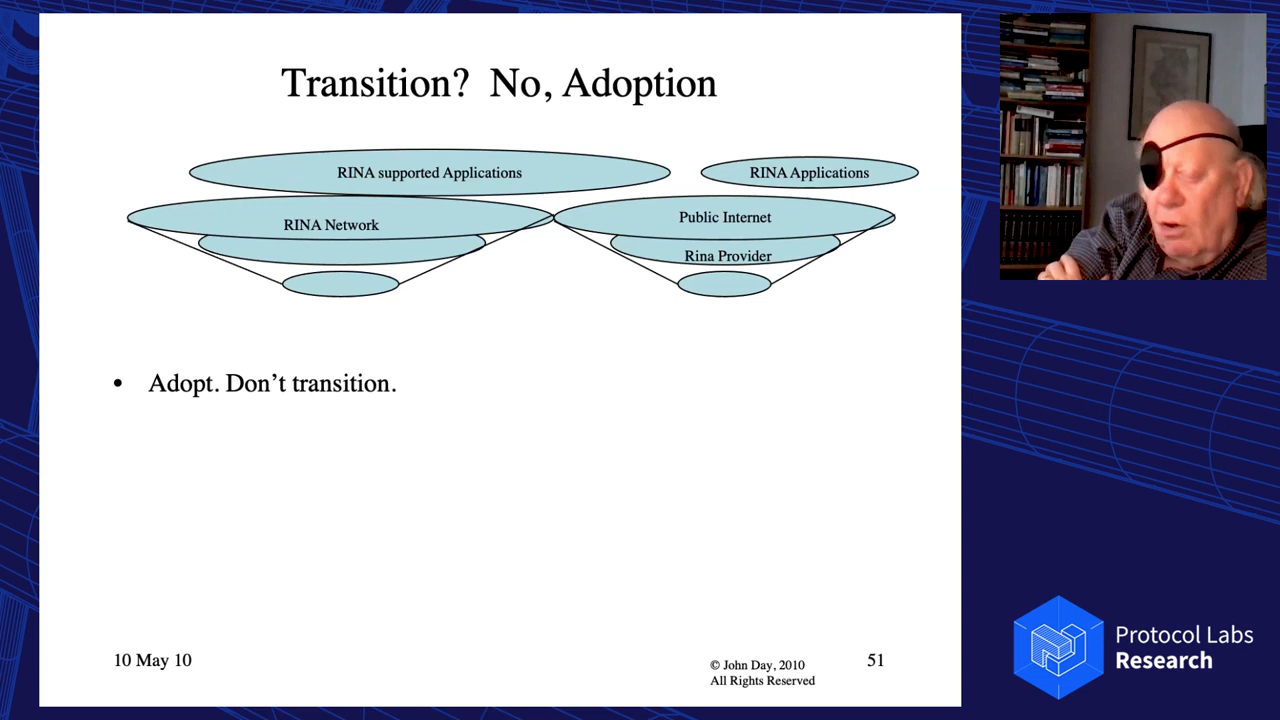 Transition? No, Adoption
RINA supported Applications
RINA Applications
RINA Network
Public Internet
Rina Provider
• Adopt. Don't transition.
10 May 10
© John Day, 2010
All Rights Reserved
51
Protocol Labs
Research